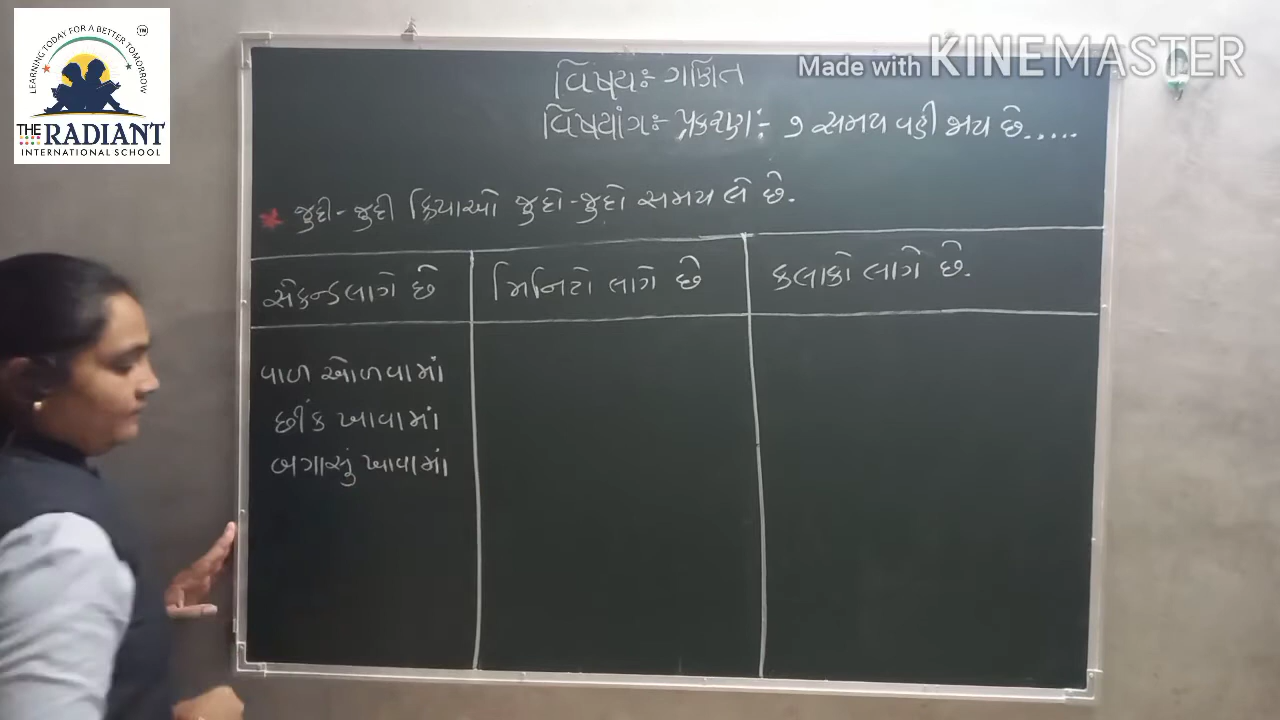 LEARNING TODAY FOR A BETTER TOMORROW
TM
THE RADIANT
INTERNATIONAL SCHOOL
Made with KINEMASTER
વિષય:- ગણિત
વિષયાંગ:- પ્રકરણ:- ૭ સમય વહી જાય છે.....
* જુદી-જુદી ક્રિયાઓ જુદો-જુદો સમય લે છે.
સેકન્ડ લાગે છે
મિનિટો લાગે છે
કલાકો લાગે છે.
વાળ ઓળવામાં
છીંક ખાવામાં
બગાસું ખાવામાં